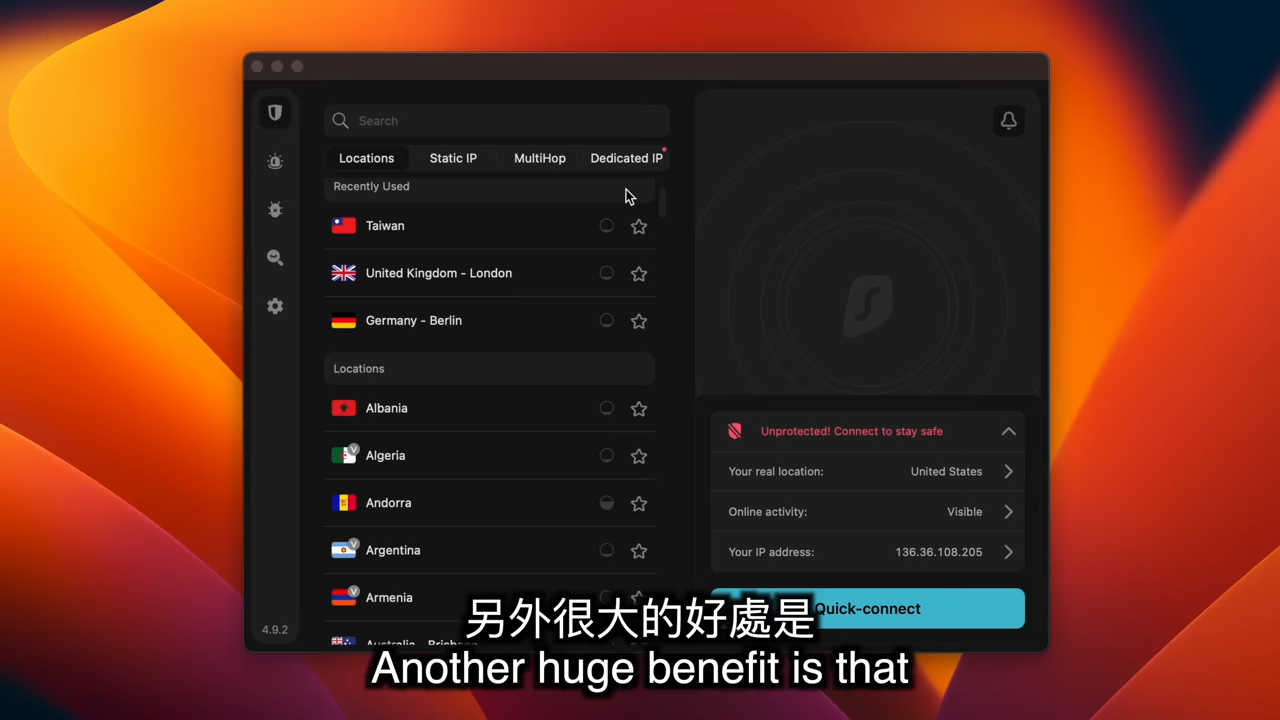 Search
Locations
Static IP
MultiHop
Dedicated IP
Recently Used
Taiwan
United Kingdom - London
Germany - Berlin
Locations
Albania
Algeria
V
Andorra
Argentina
V
Armenia
V
4.9.2
Unprotected! Connect to stay safe
Your real location: United States
Online activity: Visible
Your IP address: 136.36.108.205
Quick-connect
另外很大的好處是
Another huge benefit is that